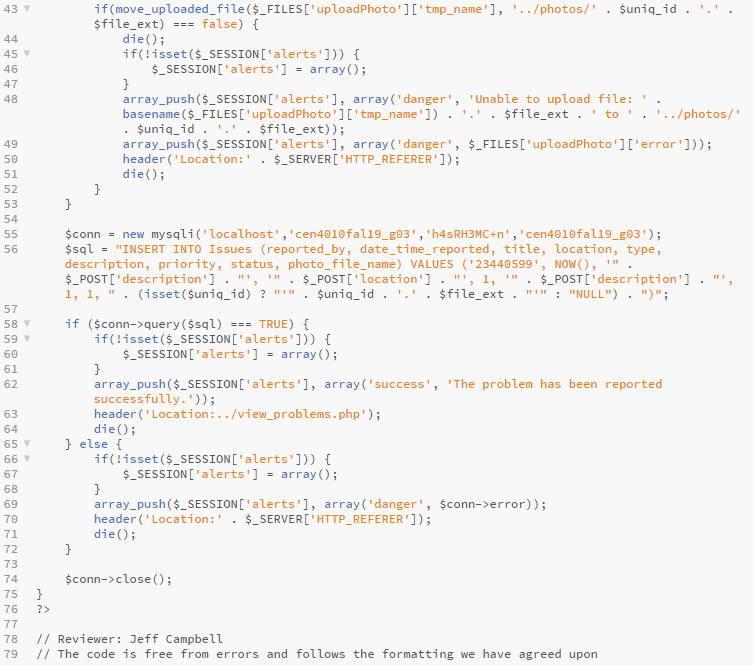 43 if(move_uploaded_file($_FILES['uploadPhoto']['tmp_name'], '../photos/' . $uniq_id . '.' .
$file_ext) === false) {
44 die();
45 if(!isset($_SESSION['alerts'])) {
46 $_SESSION['alerts'] = array();
47 }
48 array_push($_SESSION['alerts'], array('danger', 'Unable to upload file: ' .
basename($_FILES['uploadPhoto']['tmp_name']) . '.' . $file_ext . ' to ' . '../photos/'
. $uniq_id . '.' . $file_ext));
49 array_push($_SESSION['alerts'], array('danger', $_FILES['uploadPhoto']['error']));
50 header('Location:' . $_SERVER['HTTP_REFERER']);
51 die();
52 }
53 }
54
55 $conn = new mysqli('localhost','cen4010fal19_g03','h4sRH3MC+n','cen4010fal19_g03');
56 $sql = "INSERT INTO Issues (reported_by, date_time_reported, title, location, type,
description, priority, status, photo_file_name) VALUES ('23440599', NOW(), '" .
$_POST['description'] . "', '" . $_POST['location'] . "', 1, '" . $_POST['description'] . "',
1, 1, " . (isset($uniq_id) ? "'" . $uniq_id . '.' . $file_ext . "'" : "NULL") . ")";
57
58 if ($conn->query($sql) === TRUE) {
59 if(!isset($_SESSION['alerts'])) {
60 $_SESSION['alerts'] = array();
61 }
62 array_push($_SESSION['alerts'], array('success', 'The problem has been reported
successfully.'));
63 header('Location:../view_problems.php');
64 die();
65 } else {
66 if(!isset($_SESSION['alerts'])) {
67 $_SESSION['alerts'] = array();
68 }
69 array_push($_SESSION['alerts'], array('danger', $conn->error));
70 header('Location:' . $_SERVER['HTTP_REFERER']);
71 die();
72 }
73
74 $conn->close();
75 }
76 ?>
77
78 // Reviewer: Jeff Campbell
79 // The code is free from errors and follows the formatting we have agreed upon